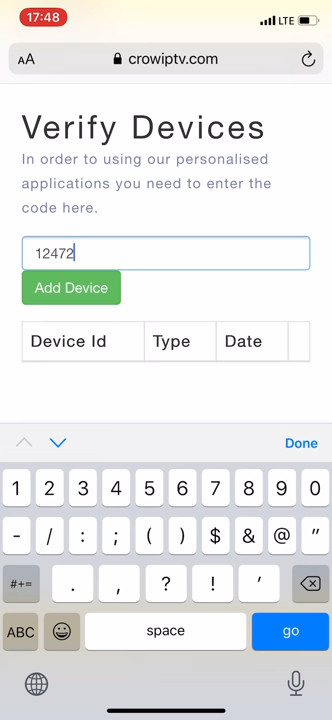 17:48
LTE
AA
crowiptv.com
Verify Devices
In order to using our personalised
applications you need to enter the
code here.
12472
Add Device
Device Id Type Date
Done
1 2 3 4 5 6 7 8 9 0
- / : ; ( ) $ & @ "
#+= . , ? ! '
ABC space go